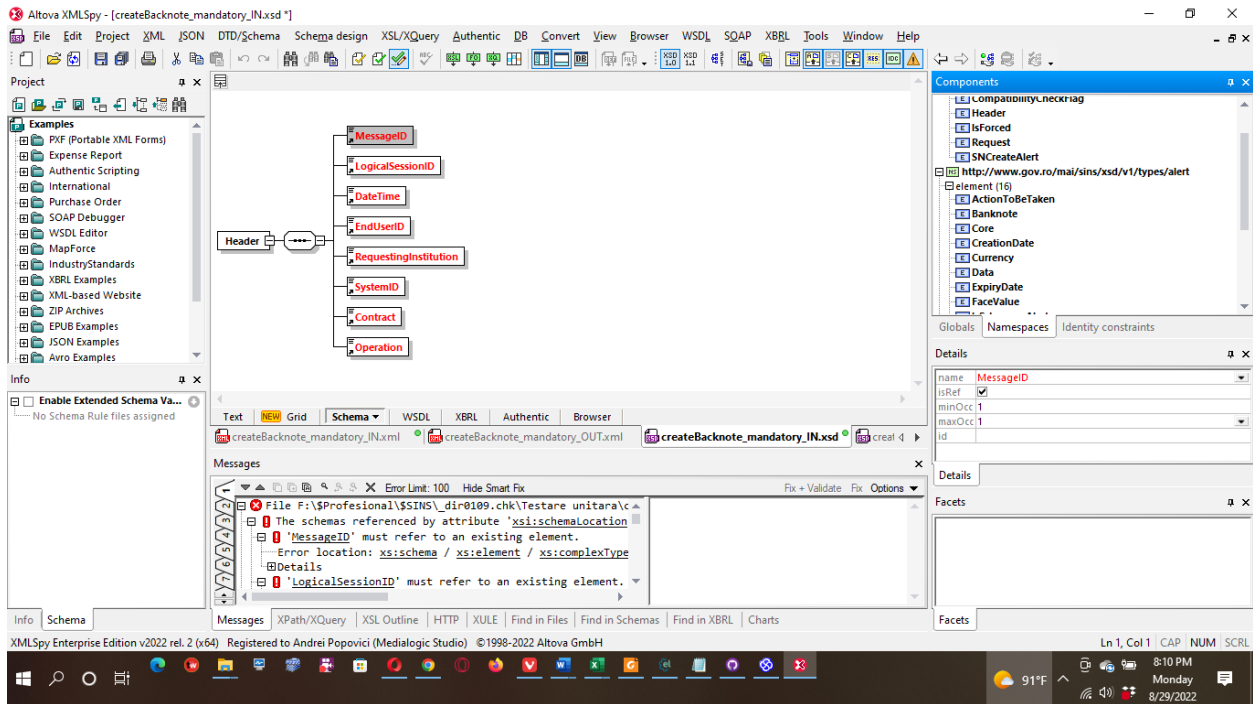 Altova XMLSpy - [createBacknote_mandatory_IN.xsd *]
File Edit Project XML JSON DTD/Schema Schema design XSL/XQuery Authentic DB Convert View Browser WSDL SOAP XBRL Tools Window Help
Project
Examples
PXF (Portable XML Forms)
Expense Report
Authentic Scripting
International
Purchase Order
SOAP Debugger
WSDL Editor
MapForce
IndustryStandards
XBRL Examples
XML-based Website
ZIP Archives
EPUB Examples
JSON Examples
Avro Examples
Info
Enable Extended Schema Va...
No Schema Rule files assigned
Info Schema
Header
MessageID
LogicalSessionID
DateTime
EndUserID
RequestingInstitution
SystemID
Contract
Operation
Text NEW Grid Schema WSDL XBRL Authentic Browser
createBacknote_mandatory_IN.xml createBacknote_mandatory_OUT.xml createBacknote_mandatory_IN.xsd creat
Messages
Error Limit: 100 Hide Smart Fix Fix + Validate Fix Options
File F:\$Profesional\$SINS\_dir0109.chk\Testare unitara\c
The schemas referenced by attribute 'xsi:schemaLocation
'MessageID' must refer to an existing element.
Error location: xs:schema / xs:element / xs:complexType
Details
'LogicalSessionID' must refer to an existing element.
Messages XPath/XQuery XSL Outline HTTP XULE Find in Files Find in Schemas Find in XBRL Charts
Components
CompatibilityCheckFlag
Header
IsForced
Request
SNCreateAlert
http://www.gov.ro/mai/sins/xsd/v1/types/alert
element (16)
ActionToBeTaken
Banknote
Core
CreationDate
Currency
Data
ExpiryDate
FaceValue
Globals Namespaces Identity constraints
Details
name MessageID
isRef
minOcc 1
maxOcc 1
id
Details
Facets
Facets
XMLSpy Enterprise Edition v2022 rel. 2 (x64) Registered to Andrei Popovici (Medialogic Studio) ©1998-2022 Altova GmbH
Ln 1, Col 1 CAP NUM SCRL
91°F
8:10 PM
Monday
8/29/2022